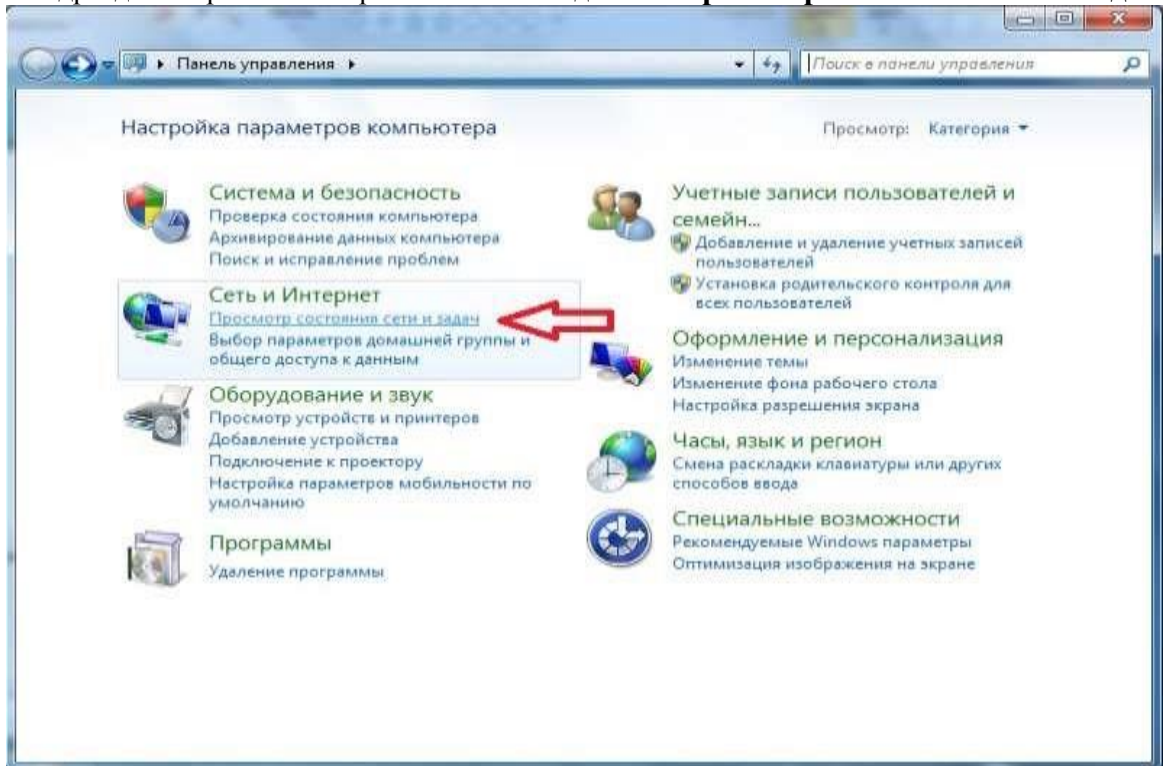 Панель управления
Поиск в панели управления
Настройка параметров компьютера
Просмотр: Категория
Система и безопасность
Проверка состояния компьютера
Архивирование данных компьютера
Поиск и исправление проблем
Сеть и Интернет
Просмотр состояния сети и задач
Выбор параметров домашней группы и
общего доступа к данным
Оборудование и звук
Просмотр устройств и принтеров
Добавление устройства
Подключение к проектору
Настройка параметров мобильности по
умолчанию
Программы
Удаление программы
Учетные записи пользователей и
семейн...
Добавление и удаление учетных записей
пользователей
Установка родительского контроля для
всех пользователей
Оформление и персонализация
Изменение темы
Изменение фона рабочего стола
Настройка разрешения экрана
Часы, язык и регион
Смена раскладки клавиатуры или других
способов ввода
Специальные возможности
Рекомендуемые Windows параметры
Оптимизация изображения на экране